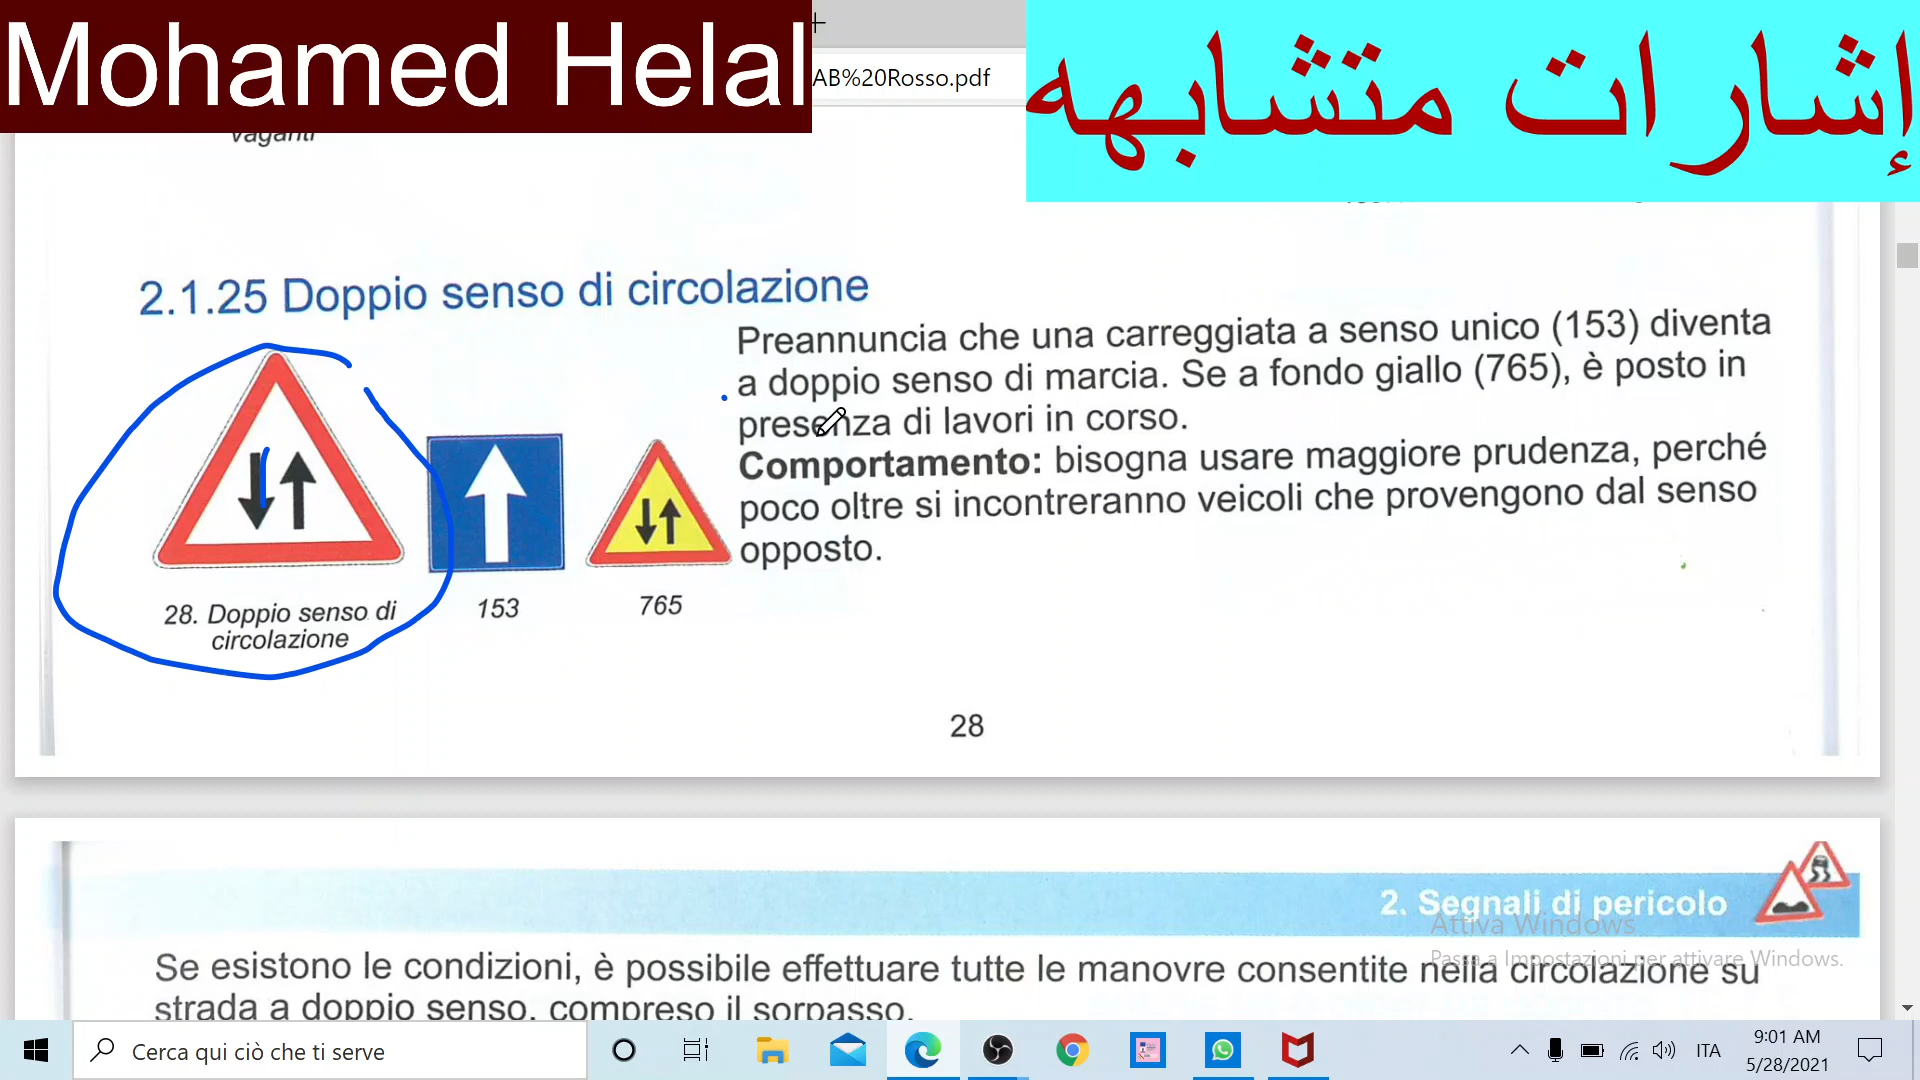 Mohamed Helal
AB%20Rosso.pdf
إشارات متشابهه
vaganti
2.1.25 Doppio senso di circolazione
Preannuncia che una carreggiata a senso unico (153) diventa
a doppio senso di marcia. Se a fondo giallo (765), è posto in
presenza di lavori in corso.
Comportamento: bisogna usare maggiore prudenza, perché
poco oltre si incontreranno veicoli che provengono dal senso
opposto.
28. Doppio senso di
circolazione
153
765
28
2. Segnali di pericolo
Attiva Windows
Passa a Impostazioni per attivare Windows.
Se esistono le condizioni, è possibile effettuare tutte le manovre consentite nella circolazione su
strada a doppio senso, compreso il sorpasso.
Cerca qui ciò che ti serve
ITA
9:01 AM
5/28/2021